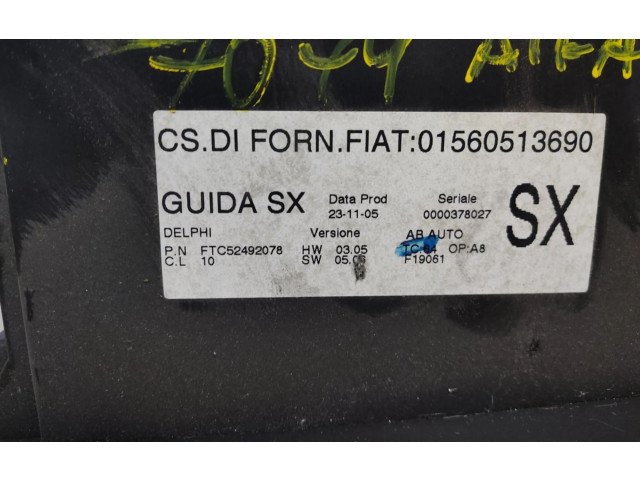 CS.DI FORN.FIAT:01560513690
GUIDA SX Data Prod Seriale SX
23-11-05 0000378027
DELPHI Versione AB AUTO
P.N FTC52492078 HW 03.05 OP:A8
C.L 10 SW F19061